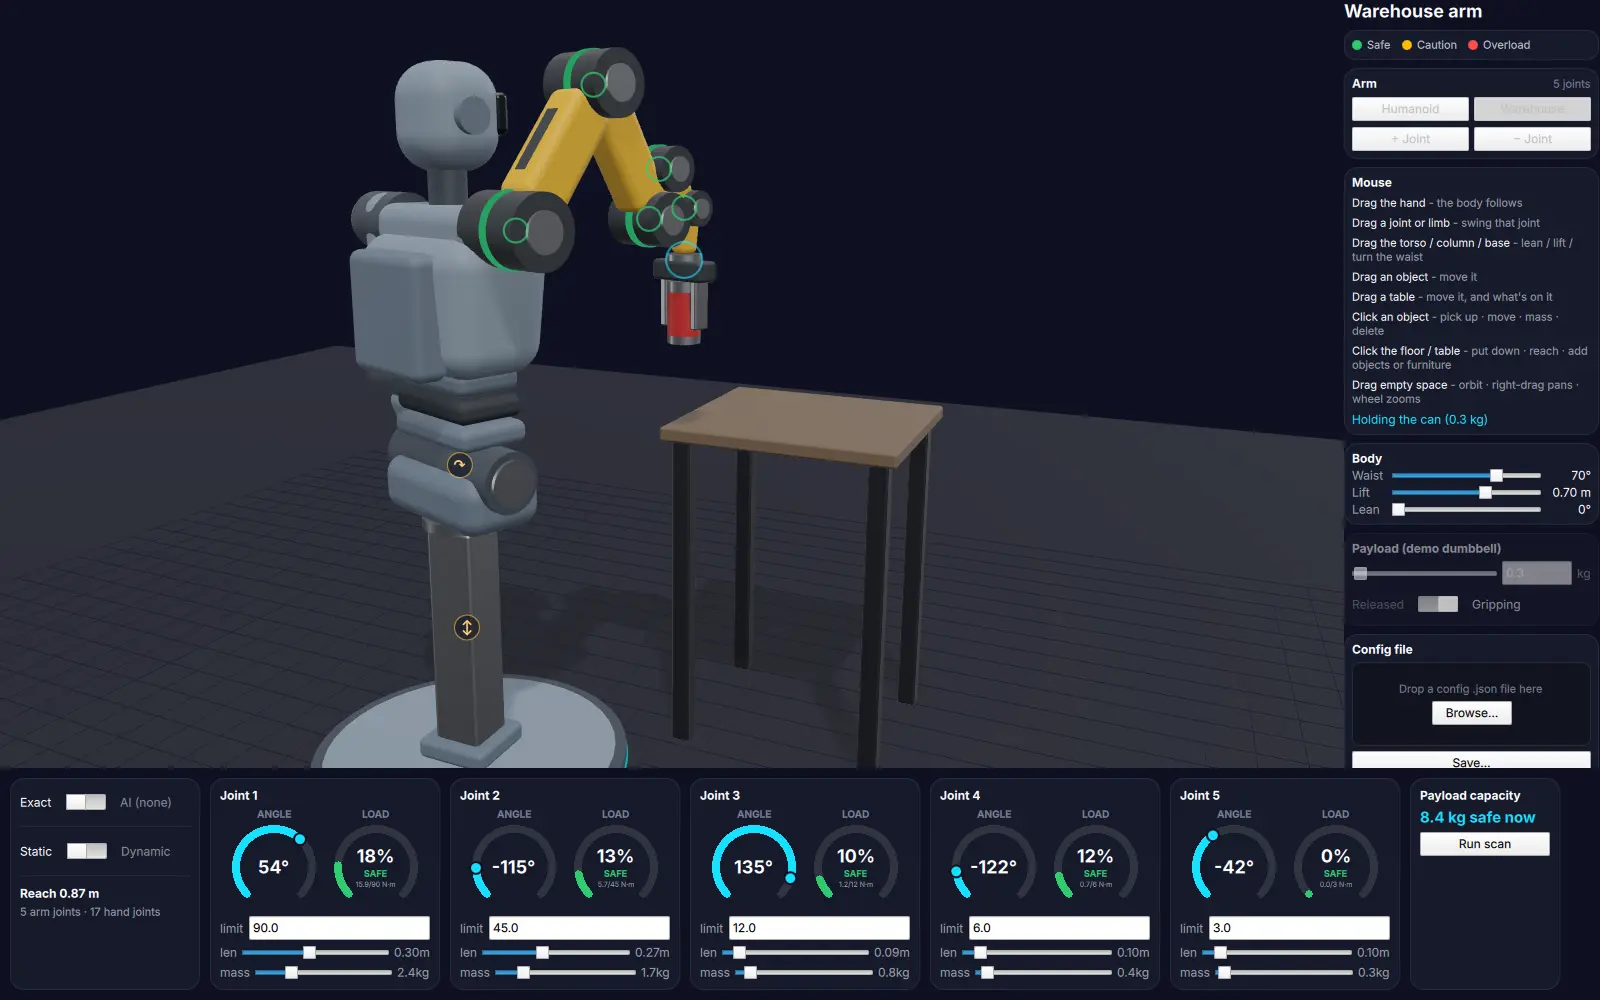 Warehouse arm
Safe Caution Overload
Arm 5 joints
Humanoid Warehouse
+ Joint − Joint
Mouse
Drag the hand - the body follows
Drag a joint or limb - swing that joint
Drag the torso / column / base - lean / lift /
turn the waist
Drag an object - move it
Drag a table - move it, and what's on it
Click an object - pick up · move · mass ·
delete
Click the floor / table - put down · reach · add
objects or furniture
Drag empty space - orbit · right-drag pans ·
wheel zooms
Holding the can (0.3 kg)
Body
Waist 70°
Lift 0.70 m
Lean 0°
Payload (demo dumbbell)
0.3 kg
Released Gripping
Config file
Drop a config .json file here
Browse...
Save...
Exact AI (none)
Static Dynamic
Reach 0.87 m
5 arm joints · 17 hand joints
Joint 1
ANGLE LOAD
54° 18%
SAFE
15.9/90 N·m
limit 90.0
len 0.30m
mass 2.4kg
Joint 2
ANGLE LOAD
-115° 13%
SAFE
5.7/45 N·m
limit 45.0
len 0.27m
mass 1.7kg
Joint 3
ANGLE LOAD
135° 10%
SAFE
1.2/12 N·m
limit 12.0
len 0.09m
mass 0.8kg
Joint 4
ANGLE LOAD
-122° 12%
SAFE
0.7/6 N·m
limit 6.0
len 0.10m
mass 0.4kg
Joint 5
ANGLE LOAD
-42° 0%
SAFE
0.0/3 N·m
limit 3.0
len 0.10m
mass 0.3kg
Payload capacity
8.4 kg safe now
Run scan